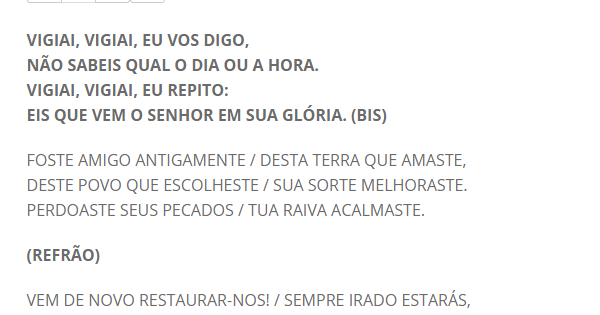 VIGIAI, VIGIAI, EU VOS DIGO,
NÃO SABEIS QUAL O DIA OU A HORA.
VIGIAI, VIGIAI, EU REPITO:
EIS QUE VEM O SENHOR EM SUA GLÓRIA. (BIS)
FOSTE AMIGO ANTIGAMENTE / DESTA TERRA QUE AMASTE,
DESTE POVO QUE ESCOLHESTE / SUA SORTE MELHORASTE.
PERDOASTE SEUS PECADOS / TUA RAIVA ACALMASTE.
(REFRÃO)
VEM DE NOVO RESTAURAR-NOS! / SEMPRE IRADO ESTARÁS,